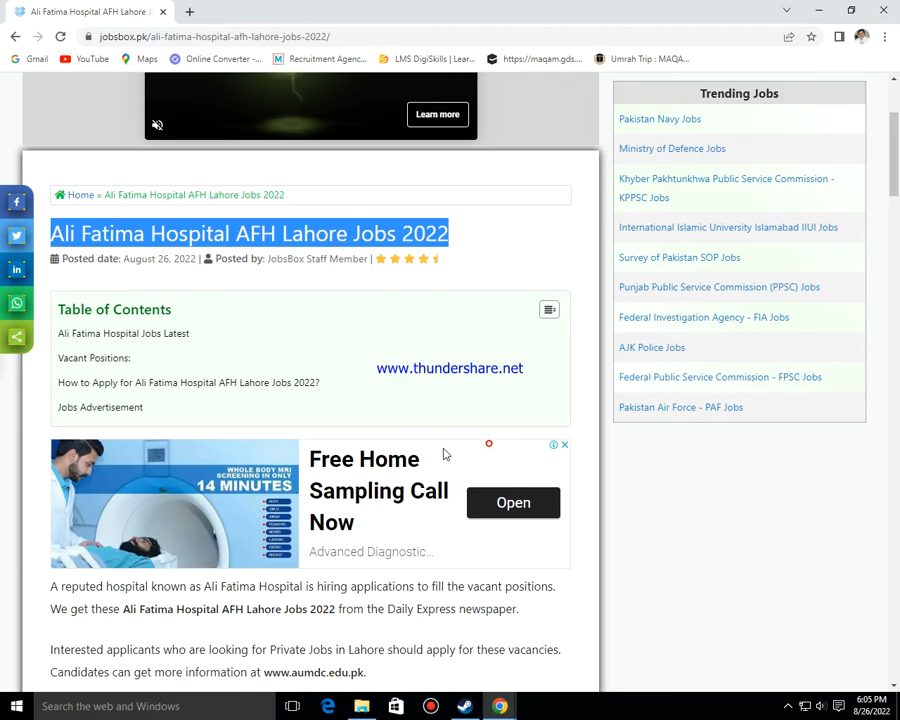 Ali Fatima Hospital AFH Lahore J
jobsbox.pk/ali-fatima-hospital-afh-lahore-jobs-2022/
Gmail YouTube Maps Online Converter -... Recruitment Agenc... LMS DigiSkills | Lear... https://maqam.gds.... Umrah Trip : MAQA...
Learn more
Home » Ali Fatima Hospital AFH Lahore Jobs 2022
Ali Fatima Hospital AFH Lahore Jobs 2022
Posted date: August 26, 2022 | Posted by: JobsBox Staff Member |
Table of Contents
Ali Fatima Hospital Jobs Latest
Vacant Positions:
How to Apply for Ali Fatima Hospital AFH Lahore Jobs 2022?
Jobs Advertisement
www.thundershare.net
WHOLE BODY MRI
SCREENING IN ONLY
14 MINUTES
Free Home
Sampling Call
Now
Advanced Diagnostic...
Open
A reputed hospital known as Ali Fatima Hospital is hiring applications to fill the vacant positions.
We get these Ali Fatima Hospital AFH Lahore Jobs 2022 from the Daily Express newspaper.
Interested applicants who are looking for Private Jobs in Lahore should apply for these vacancies.
Candidates can get more information at www.aumdc.edu.pk.
Trending Jobs
Pakistan Navy Jobs
Ministry of Defence Jobs
Khyber Pakhtunkhwa Public Service Commission -
KPPSC Jobs
International Islamic University Islamabad IIUI Jobs
Survey of Pakistan SOP Jobs
Punjab Public Service Commission (PPSC) Jobs
Federal Investigation Agency - FIA Jobs
AJK Police Jobs
Federal Public Service Commission - FPSC Jobs
Pakistan Air Force - PAF Jobs
Search the web and Windows
6:05 PM
8/26/2022